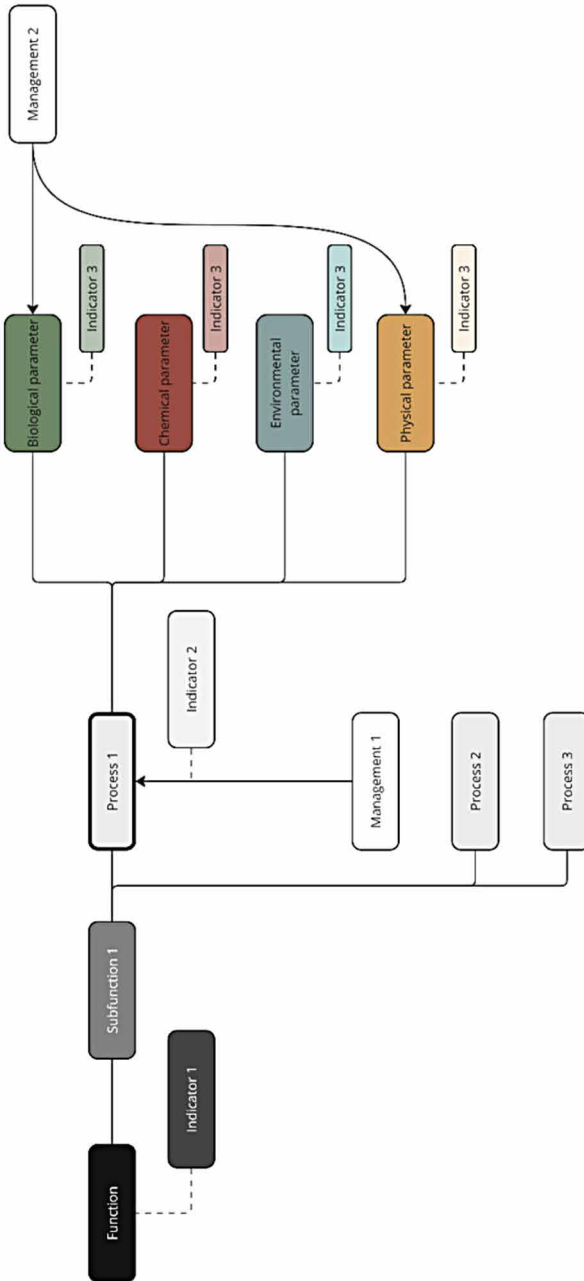 Function
Indicator 1
Subfunction 1
Process 1
Process 2
Process 3
Management 1
Indicator 2
Biological parameter
Indicator 3
Chemical parameter
Indicator 3
Environmental
parameter
Indicator 3
Physical parameter
Indicator 3
Management 2